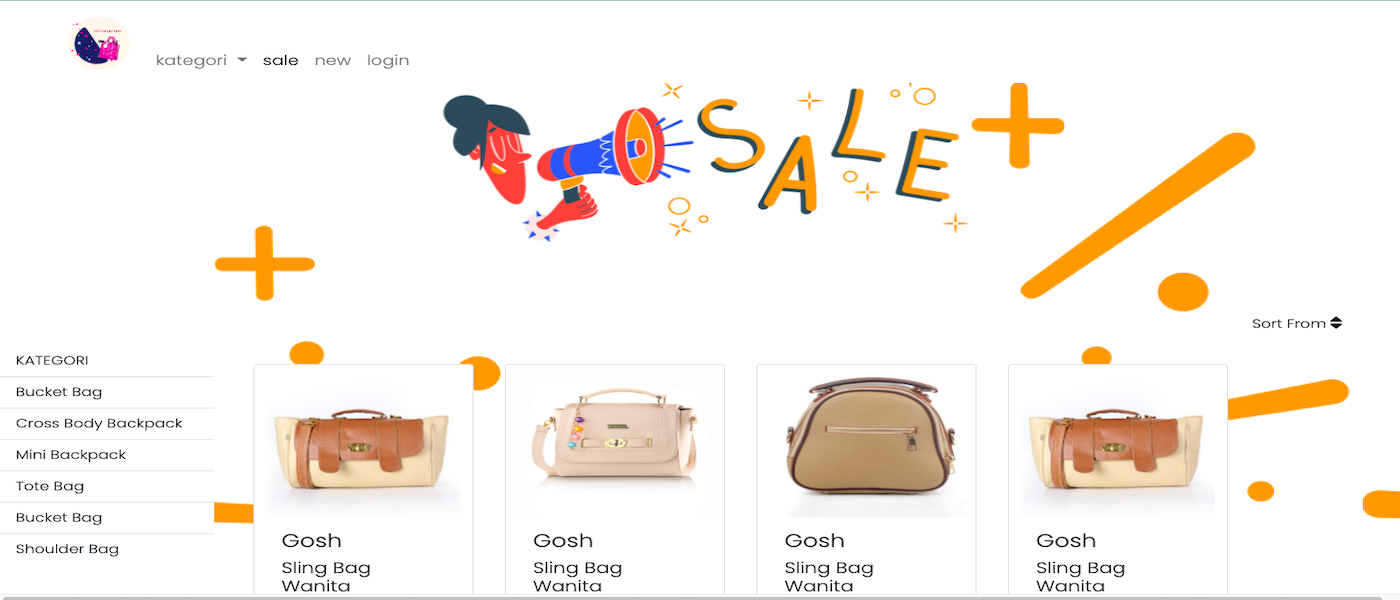 kategori sale new login
SALE
Sort From
KATEGORI
Bucket Bag
Cross Body Backpack
Mini Backpack
Tote Bag
Bucket Bag
Shoulder Bag
Gosh
Sling Bag
Wanita
Gosh
Sling Bag
Wanita
Gosh
Sling Bag
Wanita
Gosh
Sling Bag
Wanita